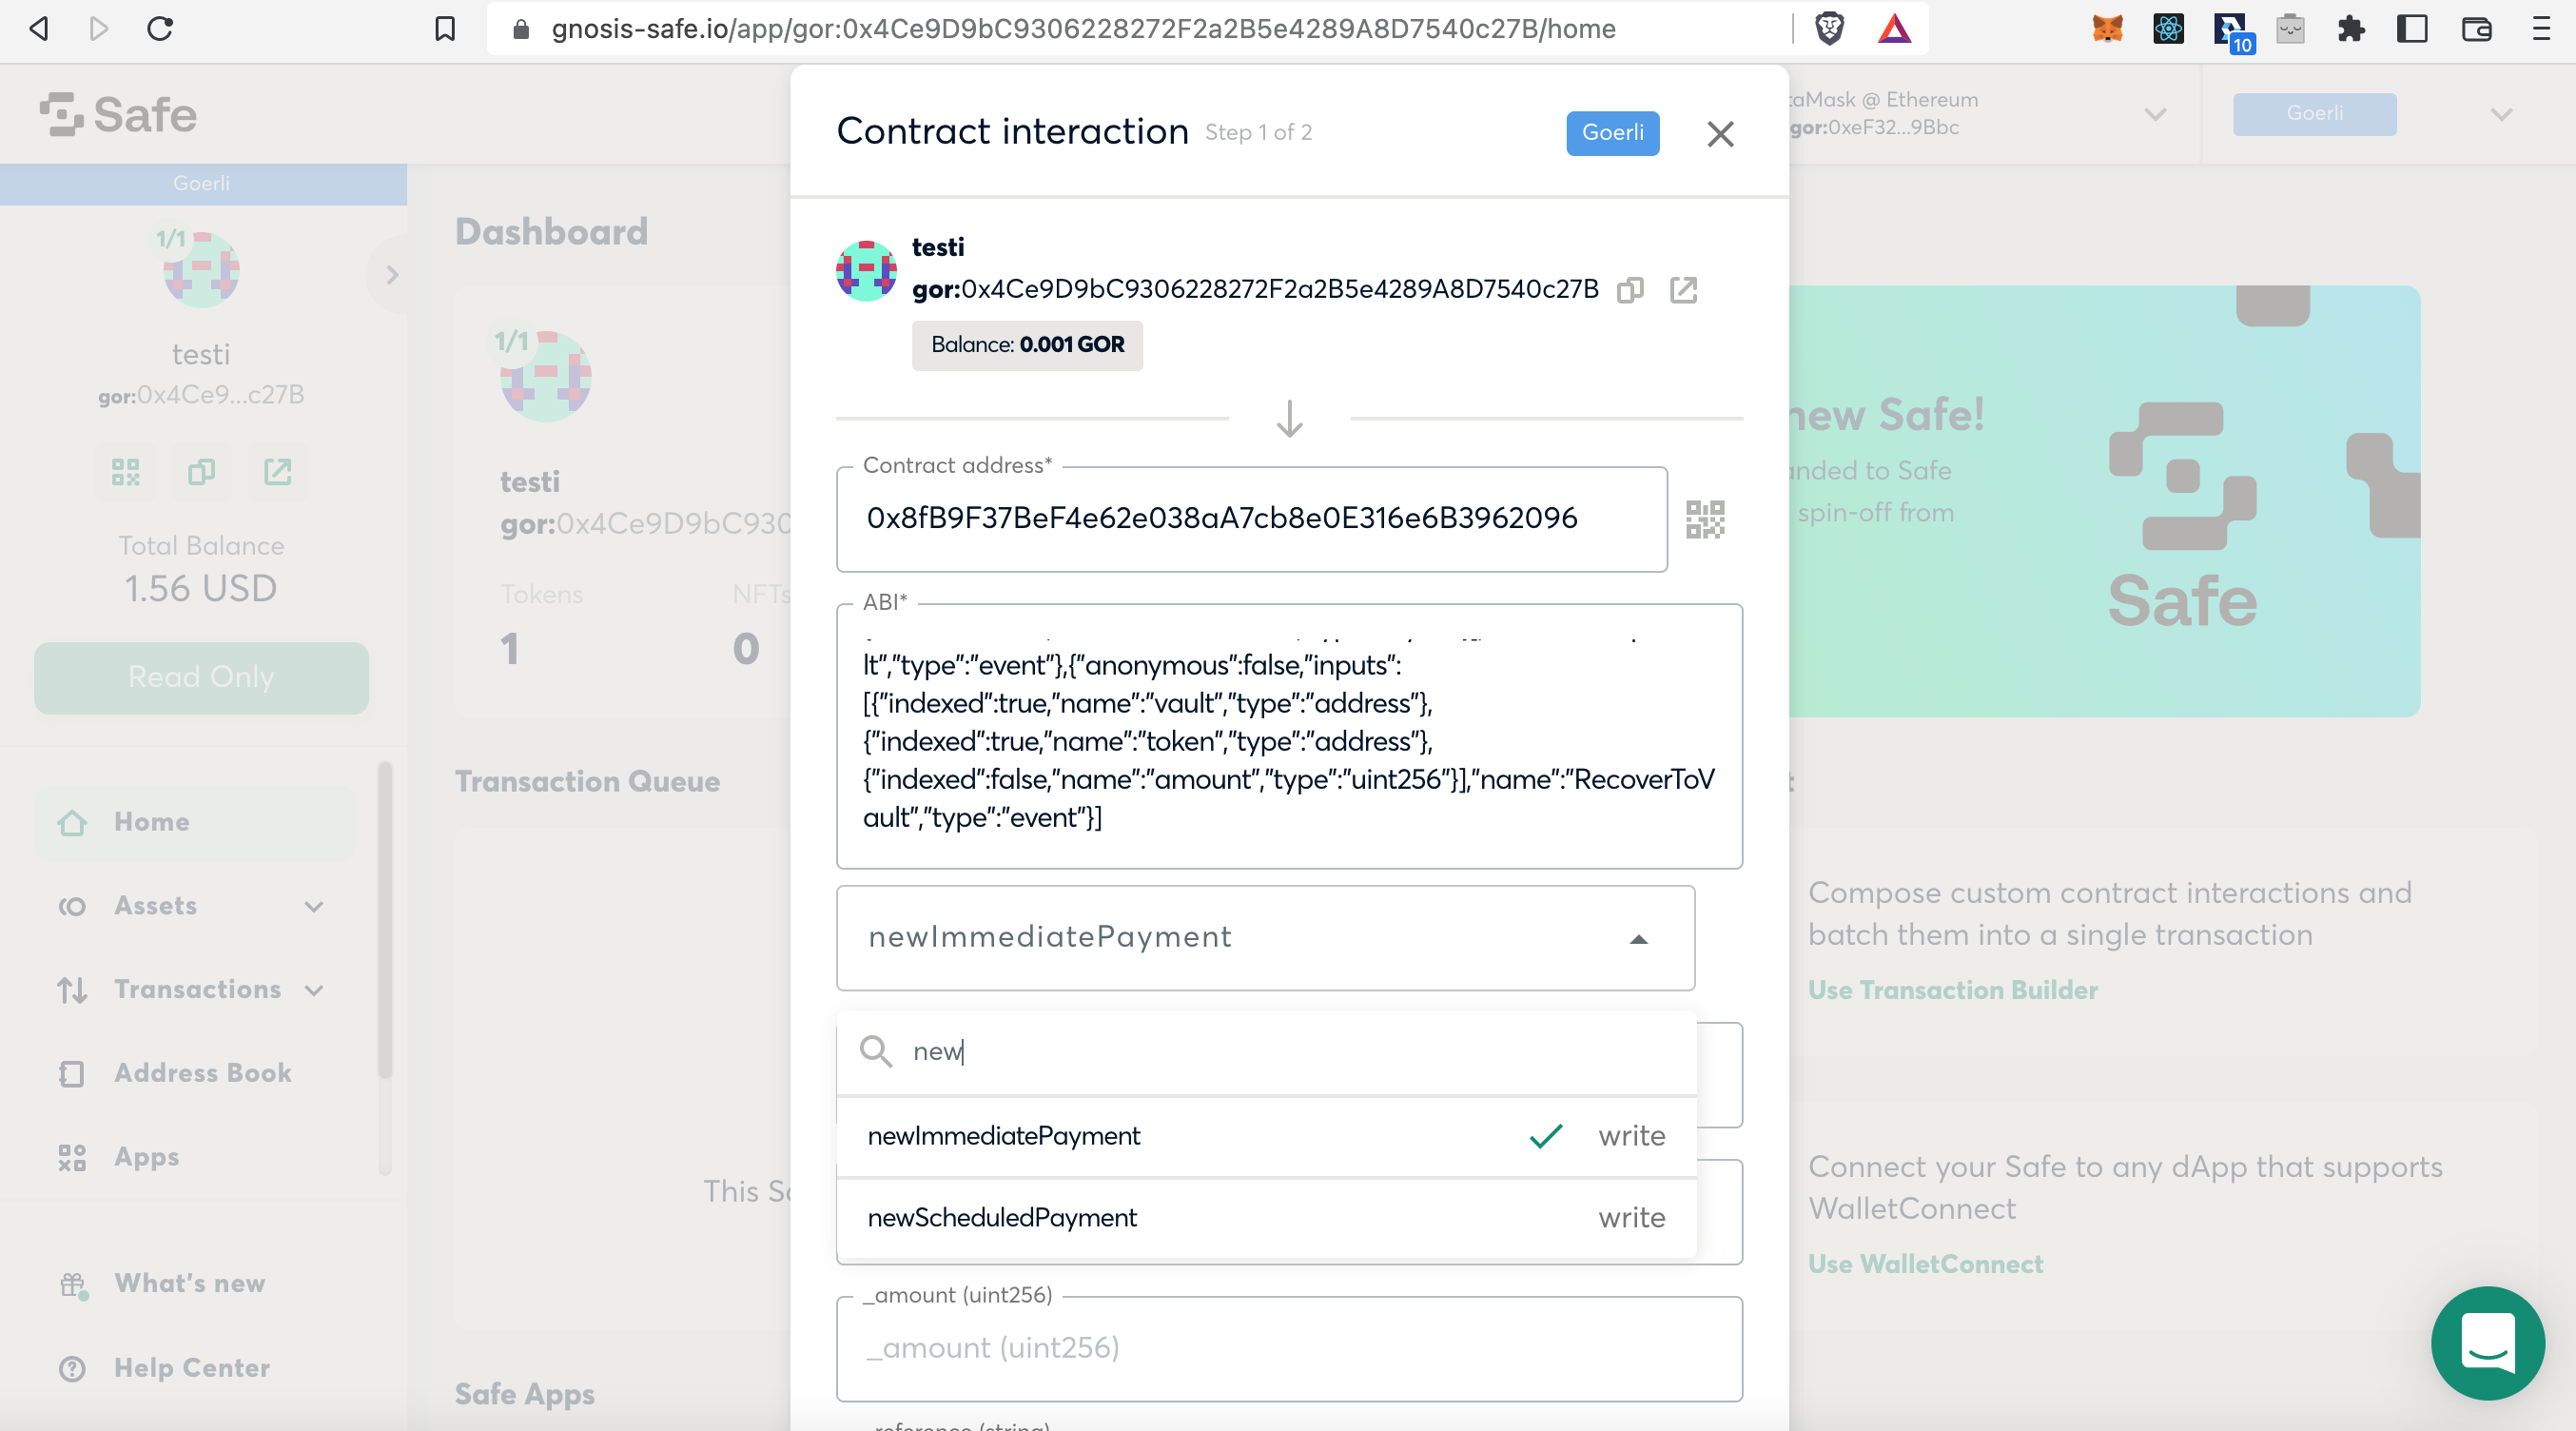 gnosis-safe.io/app/gor:0x4Ce9D9bC9306228272F2a2B5e4289A8D7540c27B/home
10
Safe
Goerli
1/1
testi
gor:0x4Ce9...c27B
Total Balance
1.56 USD
Read Only
Home
Assets
Transactions
Address Book
Apps
What's new
Help Center
Dashboard
1/1
testi
gor:0x4Ce9D9bC930
Tokens
NFTs
1
0
Transaction Queue
This
Safe Apps
Contract interaction Step 1 of 2
Goerli
testi
gor:0x4Ce9D9bC9306228272F2a2B5e4289A8D7540c27B
Balance: 0.001 GOR
Contract address*
0x8fB9F37BeF4e62e038aA7cb8e0E316e6B3962096
ABI*
lt","type":"event"},{"anonymous":false,"inputs":
[{"indexed":true,"name":"vault","type":"address"},
{"indexed":true,"name":"token","type":"address"},
{"indexed":false,"name":"amount","type":"uint256"}],"name":"RecoverToV
ault","type":"event"}]
newImmediatePayment
new
newImmediatePayment write
newScheduledPayment write
_amount (uint256)
_amount (uint256)
_reference (string)
taMask @ Ethereum
gor:0xeF32...9Bbc
Goerli
new Safe!
anded to Safe
spin-off from
Safe
Compose custom contract interactions and
batch them into a single transaction
Use Transaction Builder
Connect your Safe to any dApp that supports
WalletConnect
Use WalletConnect